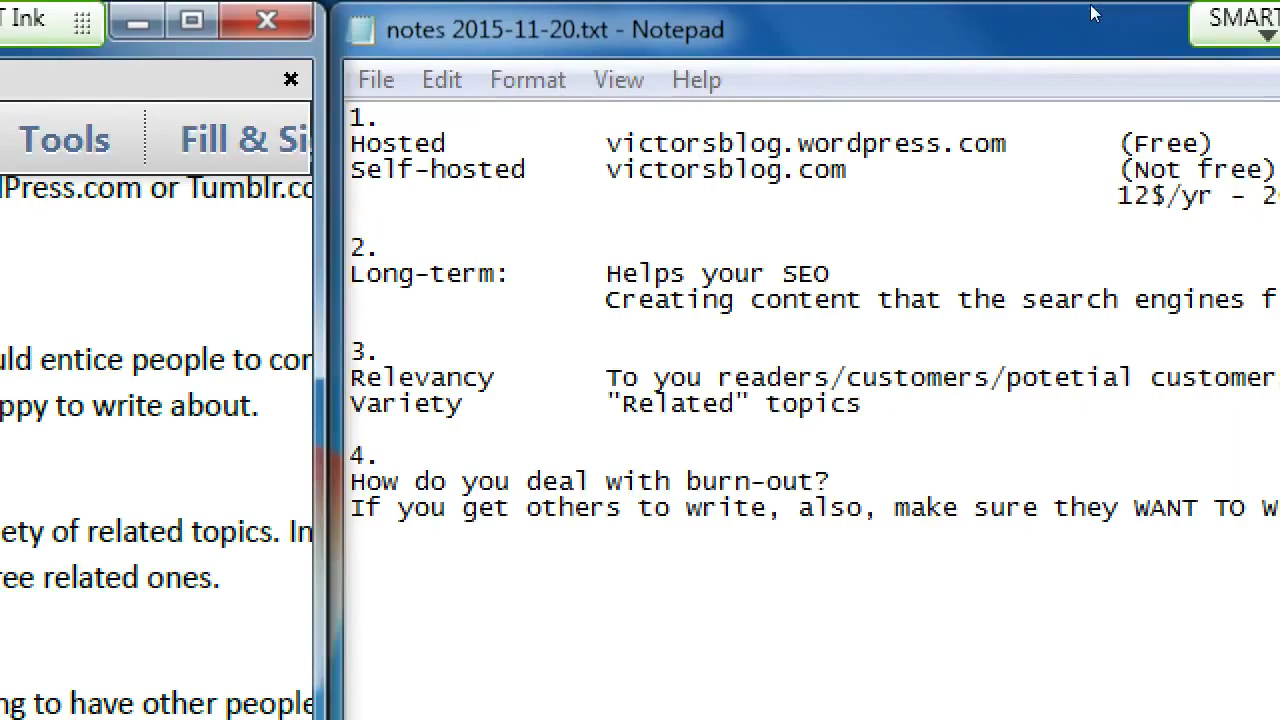 T Ink
Tools
Fill & Si
dPress.com or Tumblr.co
uld entice people to cor
ppy to write about.
ety of related topics. In
ree related ones.
ng to have other people
notes 2015-11-20.txt - Notepad
SMART
File Edit Format View Help
1.
Hosted victorsblog.wordpress.com (Free)
Self-hosted victorsblog.com (Not free)
12$/yr - 2
2.
Long-term: Helps your SEO
Creating content that the search engines f
3.
Relevancy To you readers/customers/potetial customer
Variety "Related" topics
4.
How do you deal with burn-out?
If you get others to write, also, make sure they WANT TO W